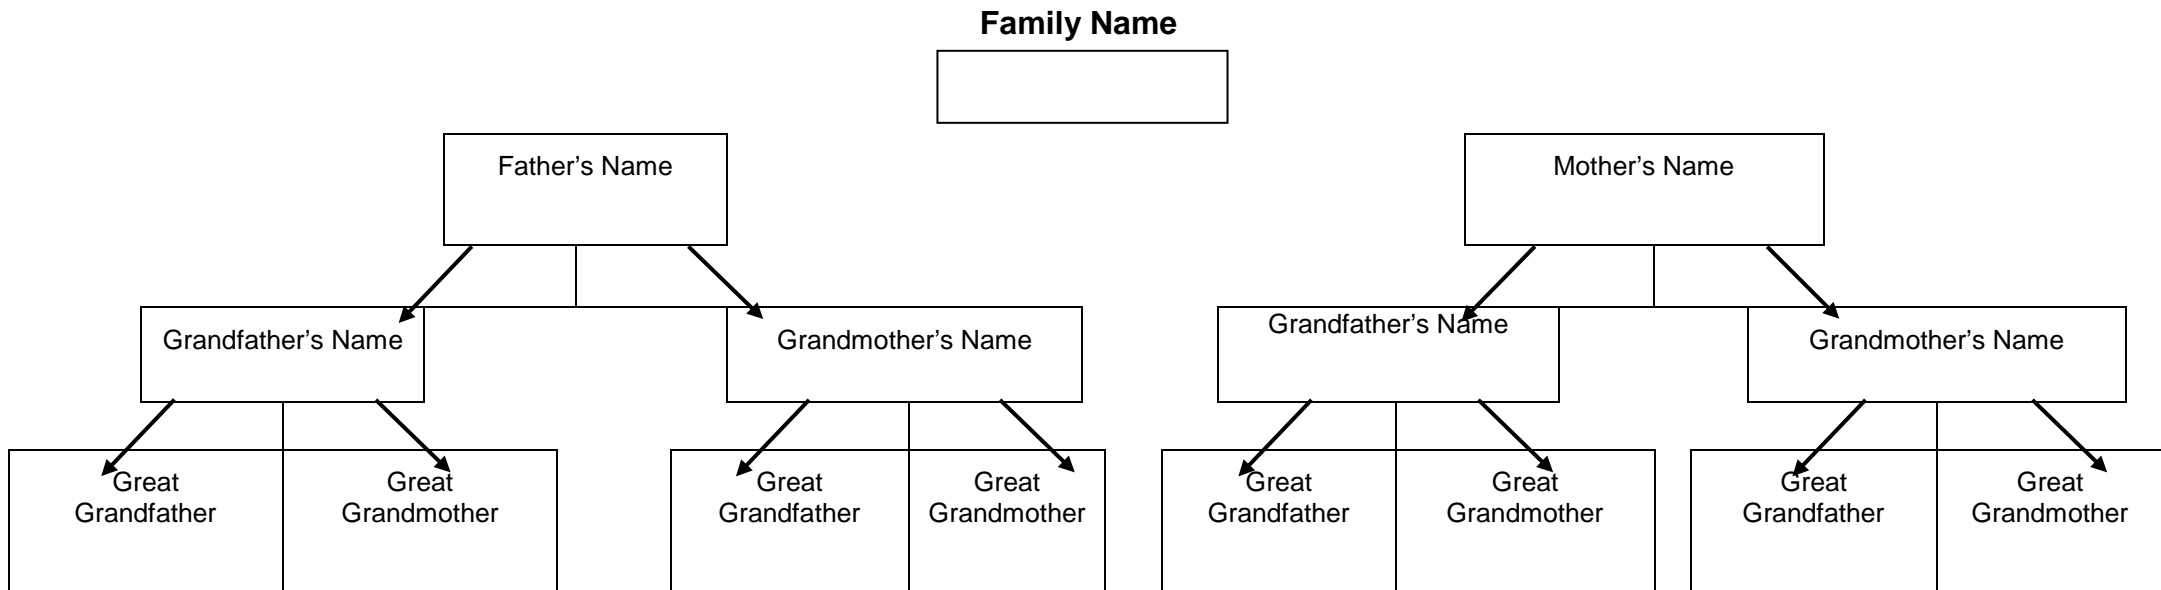 Family Name
Father’s Name
Mother’s Name
Grandfather’s Name
Grandmother’s Name
Grandfather’s Name
Grandmother’s Name
Great
Grandfather
Great
Grandmother
Great
Grandfather
Great
Grandmother
Great
Grandfather
Great
Grandmother
Great
Grandfather
Great
Grandmother